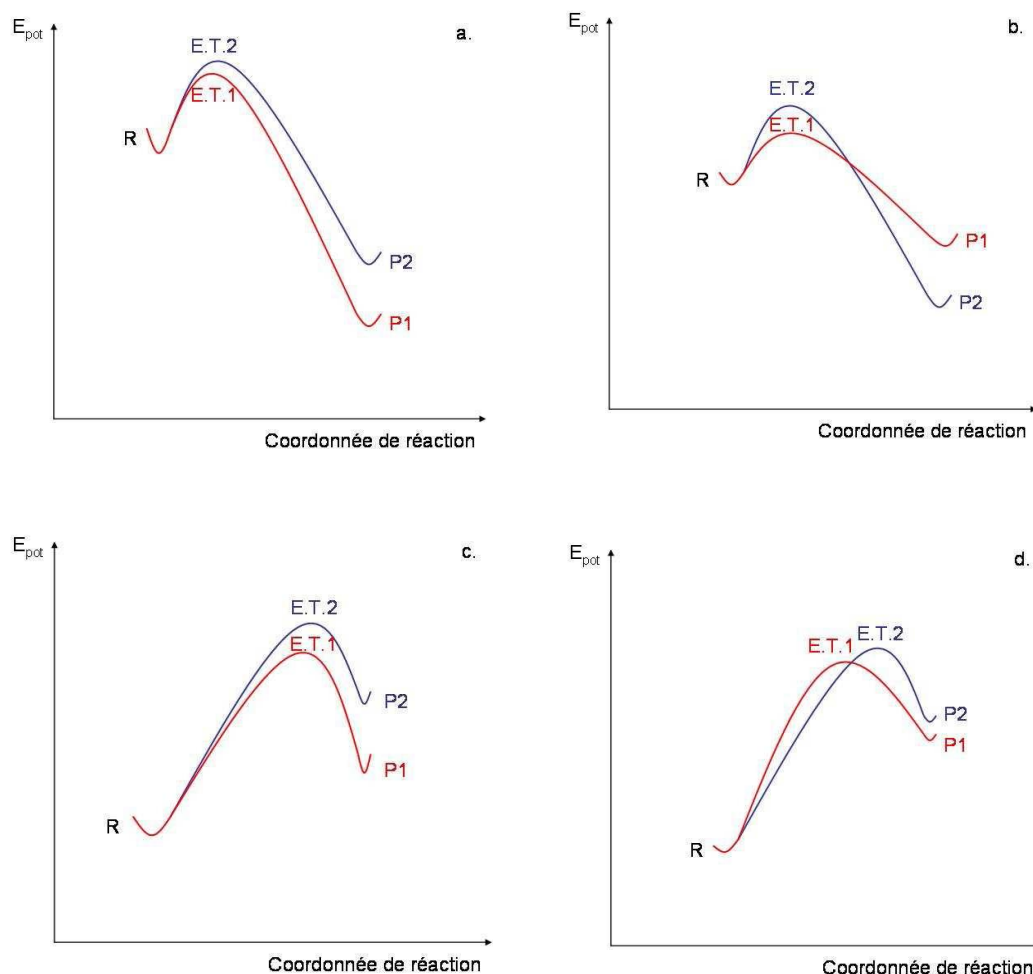 E_pot
a.
E.T.2
E.T.1
R
P2
P1
Coordonnée de réaction
E_pot
b.
E.T.2
E.T.1
R
P1
P2
Coordonnée de réaction
E_pot
c.
E.T.2
E.T.1
P2
P1
R
Coordonnée de réaction
E_pot
d.
E.T.1
E.T.2
P2
P1
R
Coordonnée de réaction